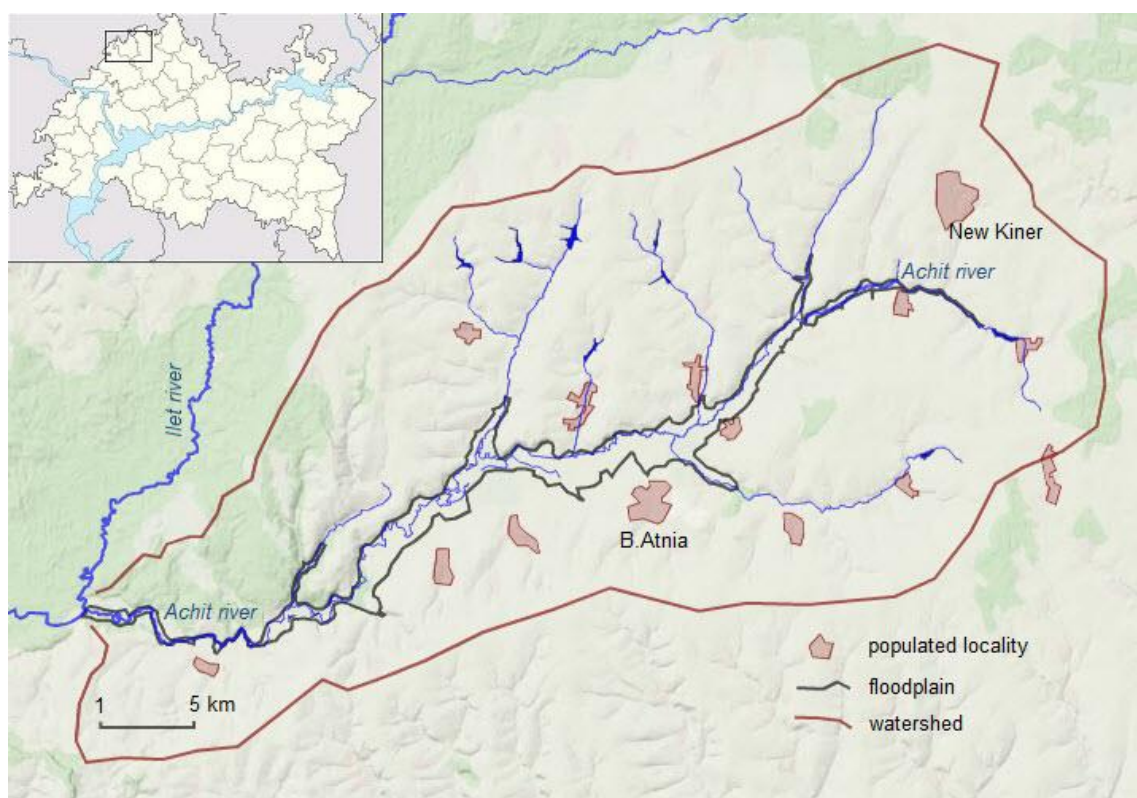 New Kiner
Achit river
Ilet river
B.Atnia
Achit river
populated locality
floodplain
watershed
1 5 km